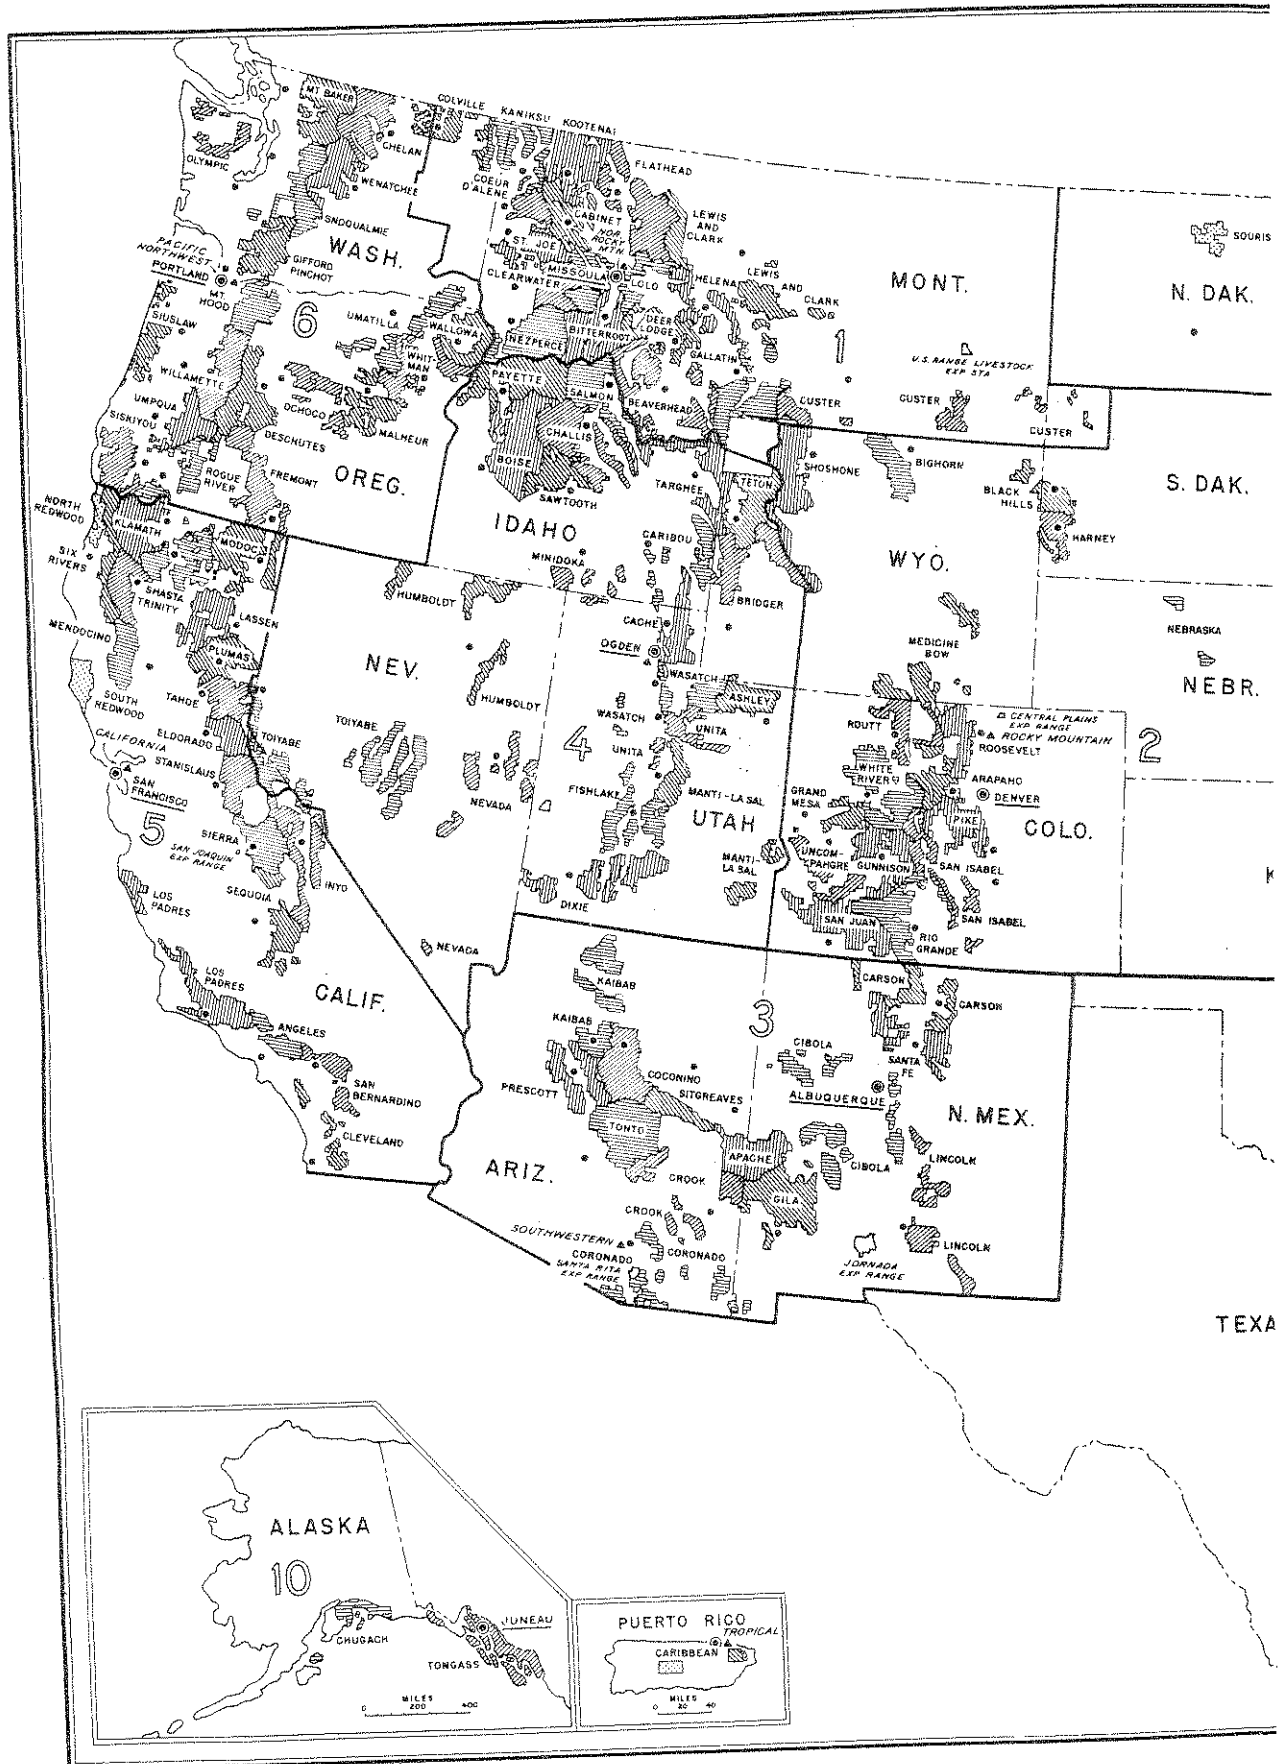 MT BAKER
COLVILLE KANIKSU KOOTENAI
CHELAN
OLYMPIC
FLATHEAD
WENATCHEE
COEUR
D'ALENE
CABINET
LEWIS
AND
CLARK
SNOQUALMIE
NOR.
ROCKY
MTN.
SOURIS
WASH.
PACIFIC
NORTHWEST
ST. JOE
GIFFORD
PINCHOT
PORTLAND
MISSOULA
LOLO
HELENA
LEWIS
AND
CLARK
MONT.
N. DAK.
CLEARWATER
MT.
HOOD
SIUSLAW
6
UMATILLA
WALLOWA
BITTERROOT
DEER
LODGE
NEZPERCE
1
GALLATIN
U.S. RANGE LIVESTOCK
EXP STA
WHIT-
MAN
WILLAMETTE
PAYETTE
SALMON
UMPQUA
OCHOCO
BEAVERHEAD
CUSTER
CUSTER
CUSTER
SISKIYOU
MALHEUR
DESCHUTES
CHALLIS
ROGUE
RIVER
FREMONT
OREG.
BOISE
SHOSHONE
BIGHORN
TARGHEE
TETON
BLACK
HILLS
S. DAK.
SAWTOOTH
NORTH
REDWOOD
IDAHO
KLAMATH
MODOC
CARIBOU
HARNEY
SIX
RIVERS
MINIDOKA
WYO.
SHASTA
TRINITY
HUMBOLDT
BRIDGER
LASSEN
CACHE
MENDOCINO
NEBRASKA
OGDEN
MEDICINE
BOW
PLUMAS
NEV.
WASATCH
NEBR.
SOUTH
REDWOOD
TAHOE
HUMBOLDT
ASHLEY
WASATCH
CENTRAL PLAINS
EXP RANGE
ROCKY MOUNTAIN
TOIYABE
UNITA
ROUTT
2
ELDORADO
TOIYABE
4
ROOSEVELT
CALIFORNIA
UNITA
STANISLAUS
WHITE
RIVER
ARAPAHO
SAN
FRANCISCO
FISHLAKE
MANTI-LA SAL
GRAND
MESA
DENVER
NEVADA
5
UTAH
PIKE
COLO.
SIERRA
SAN JOAQUIN
EXP RANGE
MANTI-
LA SAL
UNCOM-
PAHGRE
GUNNISON
SAN ISABEL
INYO
SEQUOIA
LOS
PADRES
DIXIE
SAN JUAN
SAN ISABEL
RIO
GRANDE
NEVADA
LOS
PADRES
KAIBAB
CARSON
CALIF.
CARSON
KAIBAB
3
ANGELES
CIBOLA
SANTA
FE
COCONINO
SAN
BERNARDINO
PRESCOTT
SITGREAVES
ALBUQUERQUE
N. MEX.
TONTO
CLEVELAND
APACHE
CIBOLA
LINCOLN
ARIZ.
CROOK
GILA
CROOK
SOUTHWESTERN
CORONADO
CORONADO
SANTA RITA
EXP RANGE
JORNADA
EXP RANGE
LINCOLN
TEXA
ALASKA
10
CHUGACH
JUNEAU
TONGASS
MILES
0 200 400
PUERTO RICO
TROPICAL
CARIBBEAN
MILES
0 20 40